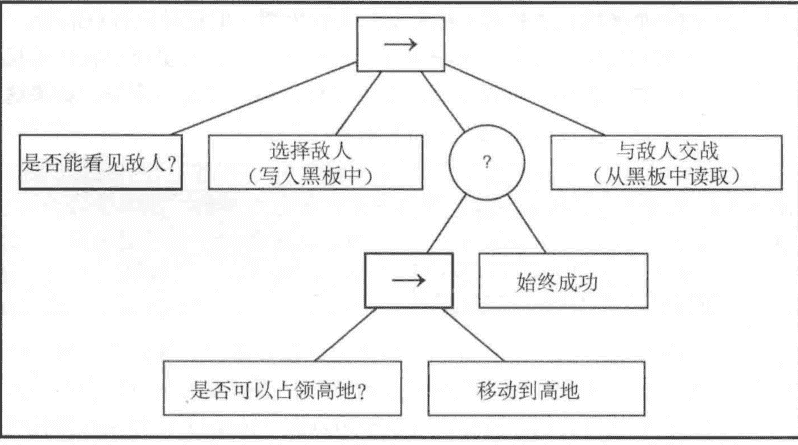 →
是否能看见敌人?
选择敌人
（写入黑板中）
?
与敌人交战
（从黑板中读取）
→
始终成功
是否可以占领高地?
移动到高地